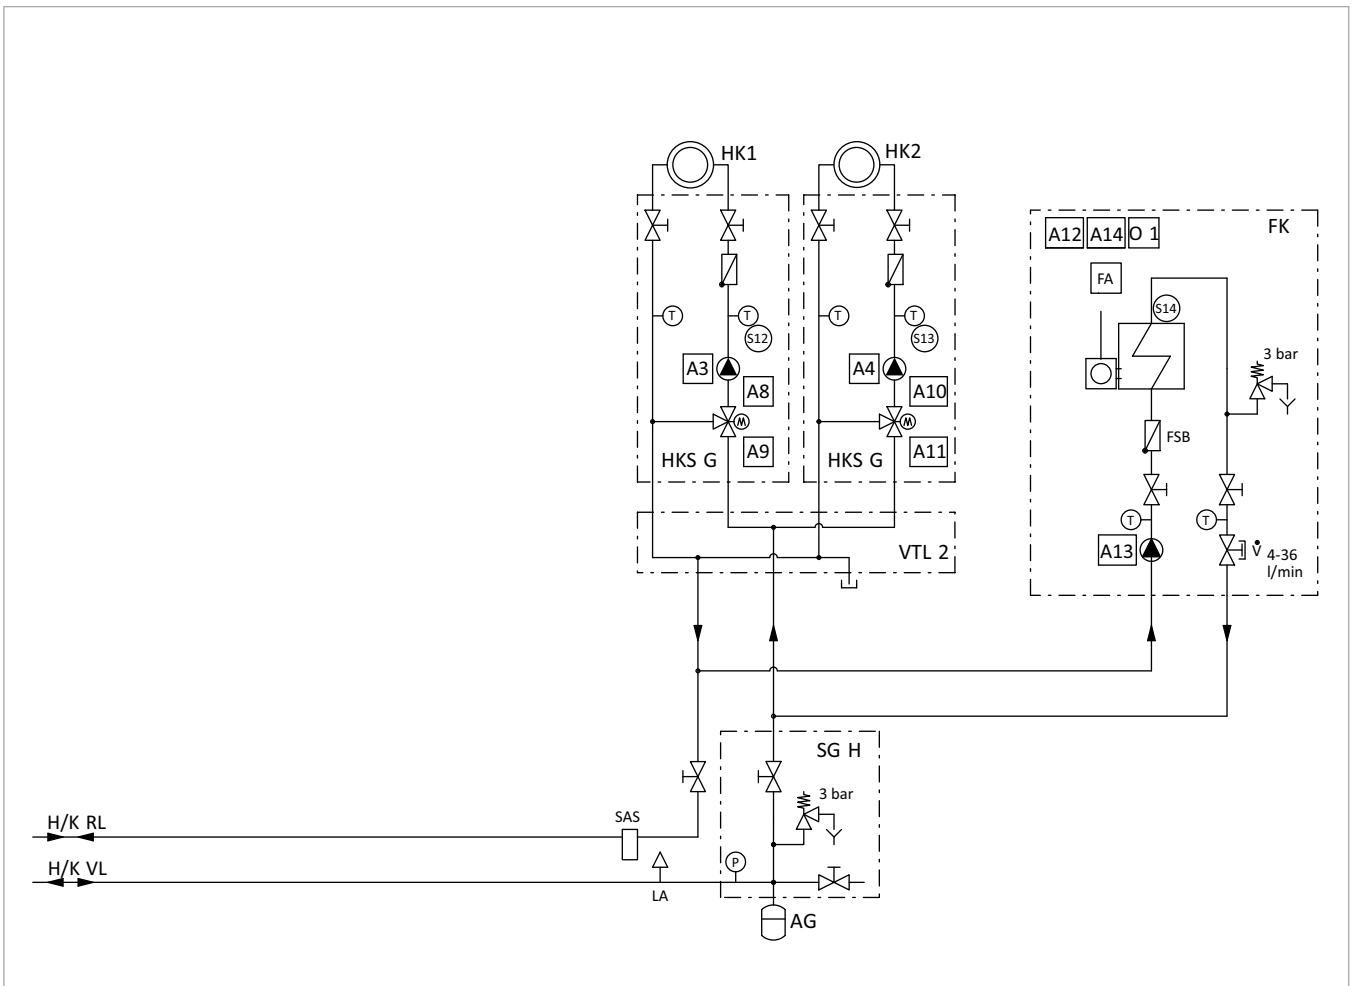 HK1
HK2
FK
A12 A14 O 1
FA
T
T
T
T
S12
S13
S14
3 bar
A3
A4
A8
A10
M
M
HKS G
A9
HKS G
A11
FSB
T
T
VTL 2
A13
V̇ 4-36
l/min
SG H
3 bar
H/K RL
SAS
P
H/K VL
LA
AG